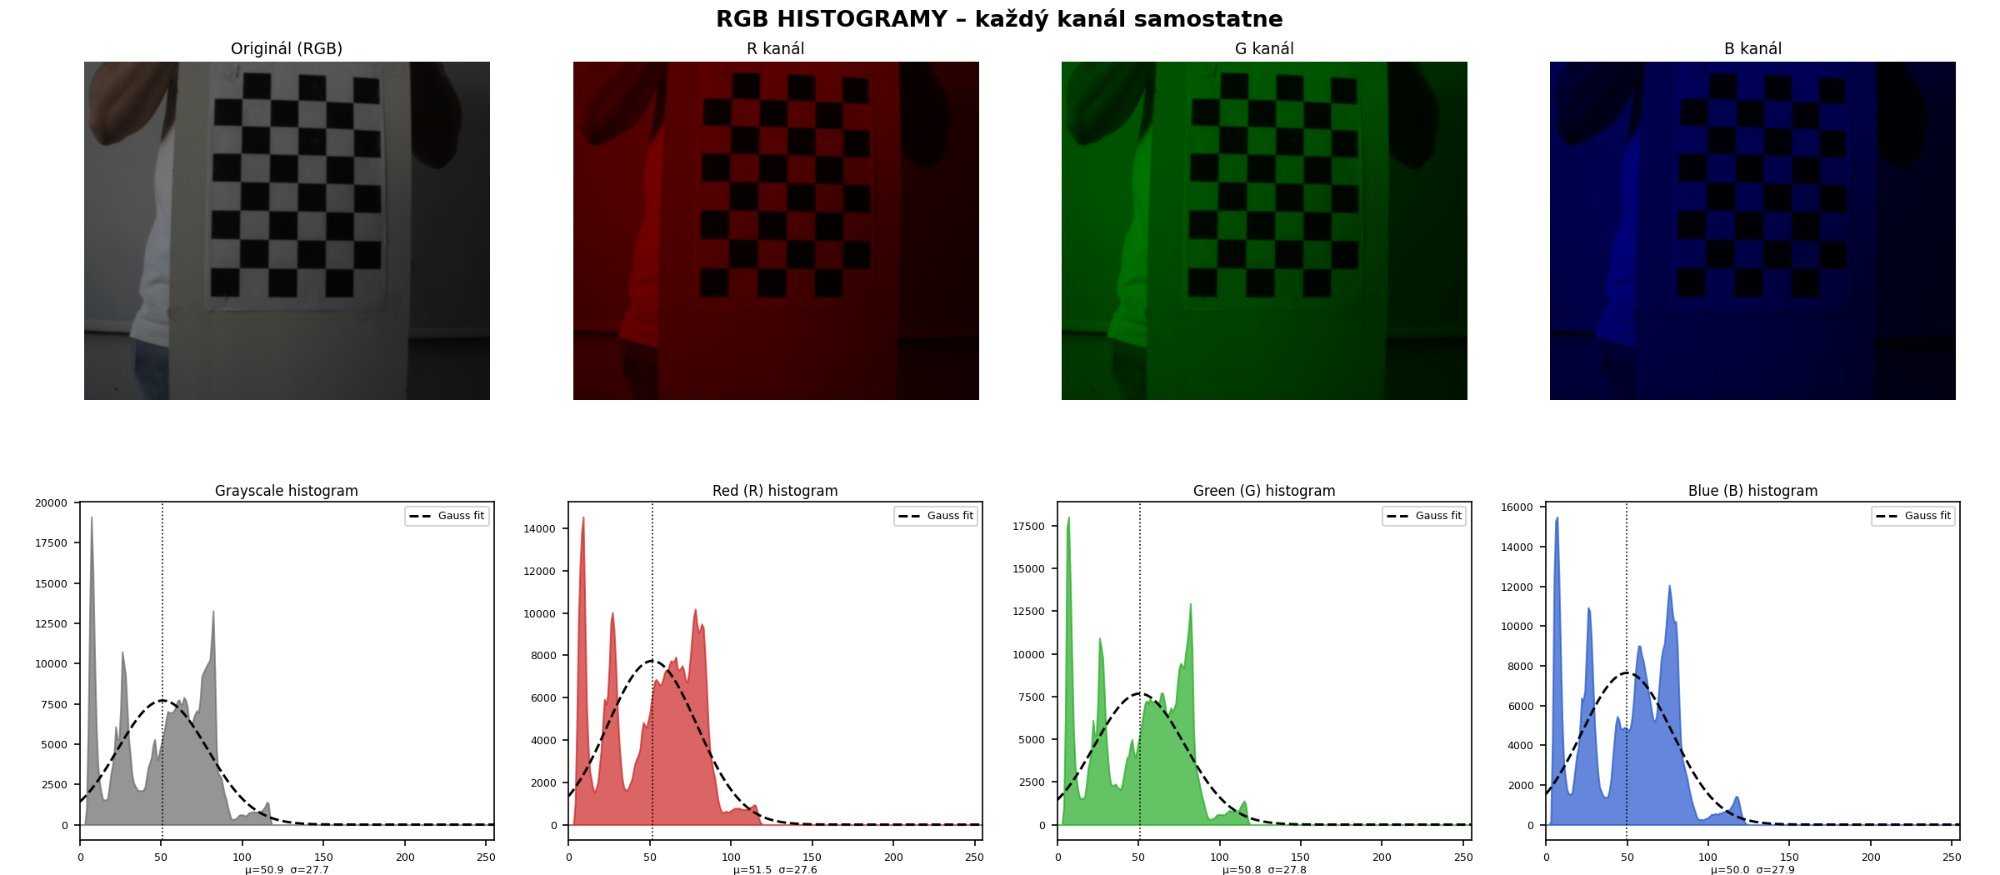 RGB HISTOGRAMY – každý kanál samostatne
Originál (RGB)
R kanál
G kanál
B kanál
Grayscale histogram
20000
17500
15000
12500
10000
7500
5000
2500
0
Gauss fit
0 50 100 150 200 250
μ=50.9 σ=27.7
Red (R) histogram
14000
12000
10000
8000
6000
4000
2000
0
Gauss fit
0 50 100 150 200 250
μ=51.5 σ=27.6
Green (G) histogram
17500
15000
12500
10000
7500
5000
2500
0
Gauss fit
0 50 100 150 200 250
μ=50.8 σ=27.8
Blue (B) histogram
16000
14000
12000
10000
8000
6000
4000
2000
0
Gauss fit
0 50 100 150 200 250
μ=50.0 σ=27.9